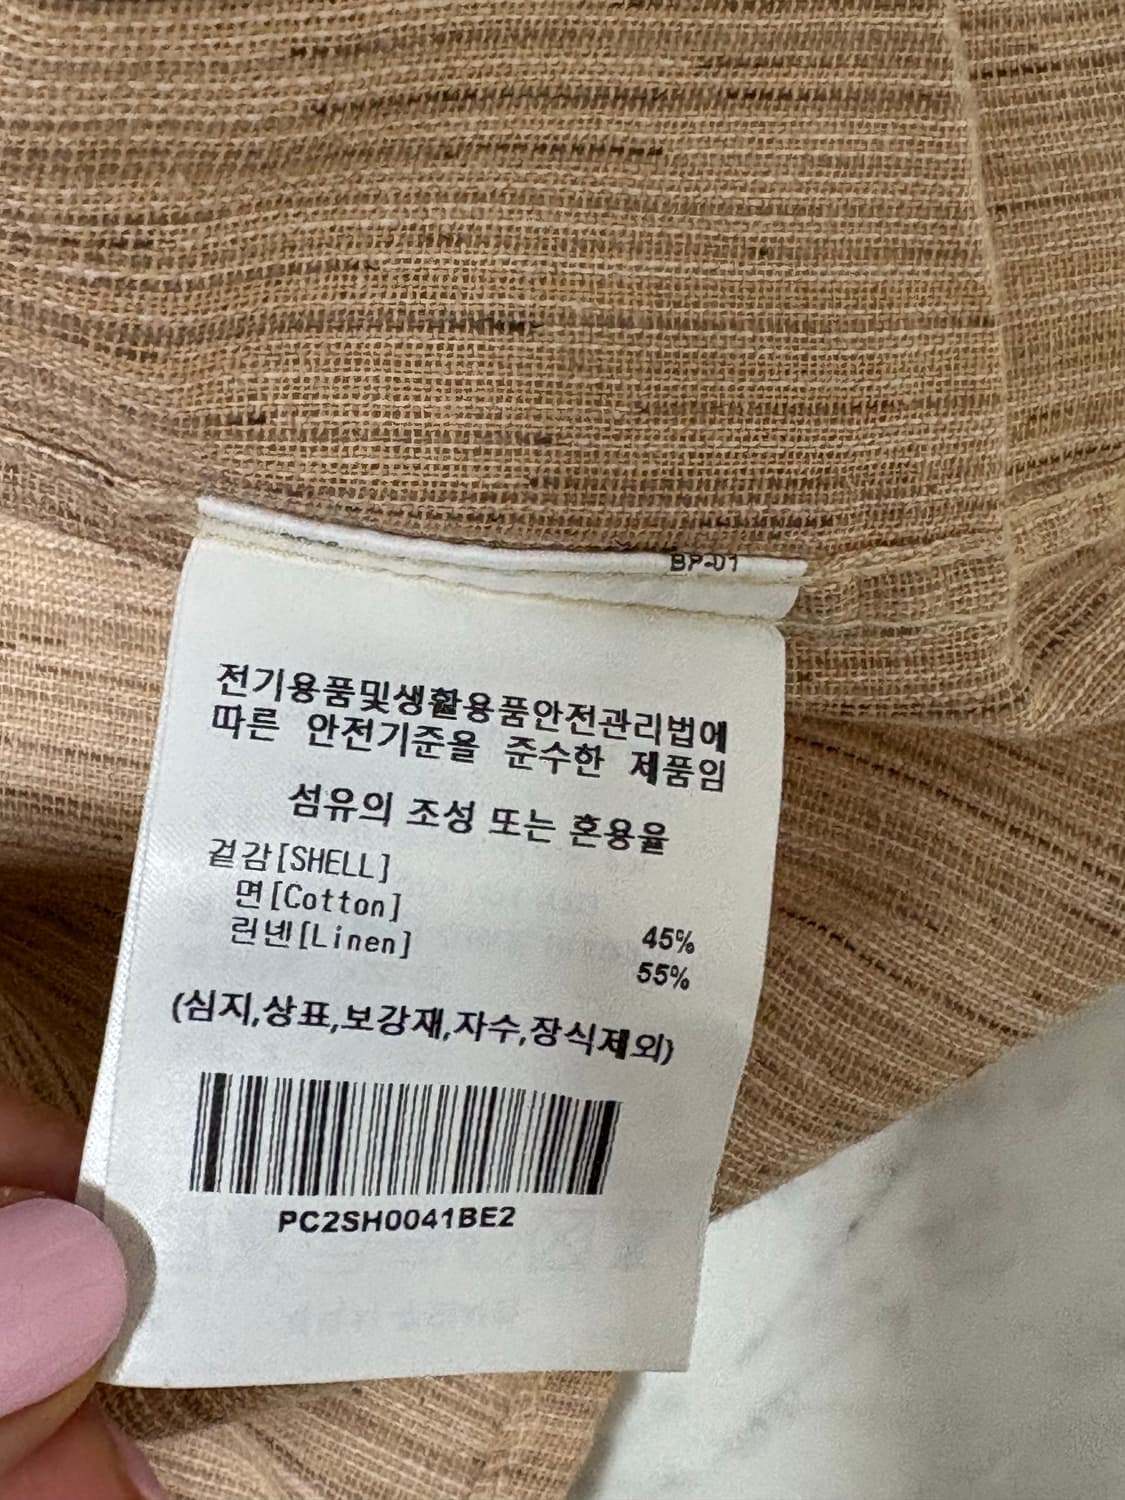 BP-01
전기용품및생활용품안전관리법에
따른 안전기준을 준수한 제품임
섬유의 조성 또는 혼용율
겉감[SHELL]
면[Cotton] 45%
린넨[Linen] 55%
(심지,상표,보강재,자수,장식제외)
PC2SH0041BE2